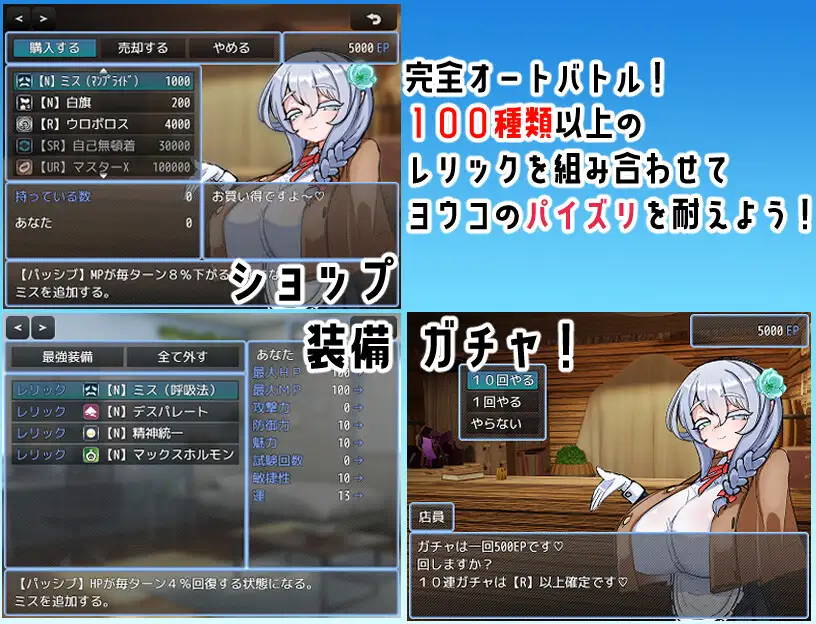 < >
購入する 売却する やめる 5000 EP
【N】ミス(ﾏﾝﾌﾟﾗｲﾄﾞ) 1000
【N】白旗 200
【R】ウロボロス 4000
【SR】自己無頓着 30000
【UR】マスターX 100000
持っている数 0
あなた 0
お買い得ですよ~♡
【パッシブ】MPが毎ターン8%下がる
ミスを追加する。
ショップ
完全オートバトル!
100種類以上の
レリックを組み合わせて
ヨウコのパイズリを耐えよう!
< >
装備
最強装備 全て外す
レリック 【N】ミス(呼吸法)
レリック 【N】デスパレート
レリック 【N】精神統一
レリック 【N】マックスホルモン
あなた
最大HP 100→
最大MP 100→
攻撃力 0→
防御力 10→
魅力 10→
試験回数 0→
敏捷性 10→
運 13→
【パッシブ】HPが毎ターン4%回復する状態になる。
ミスを追加する。
ガチャ!
5000 EP
10回やる
1回やる
やらない
店員
ガチャは一回500EPです♡
回しますか?
10連ガチャは【R】以上確定です♡